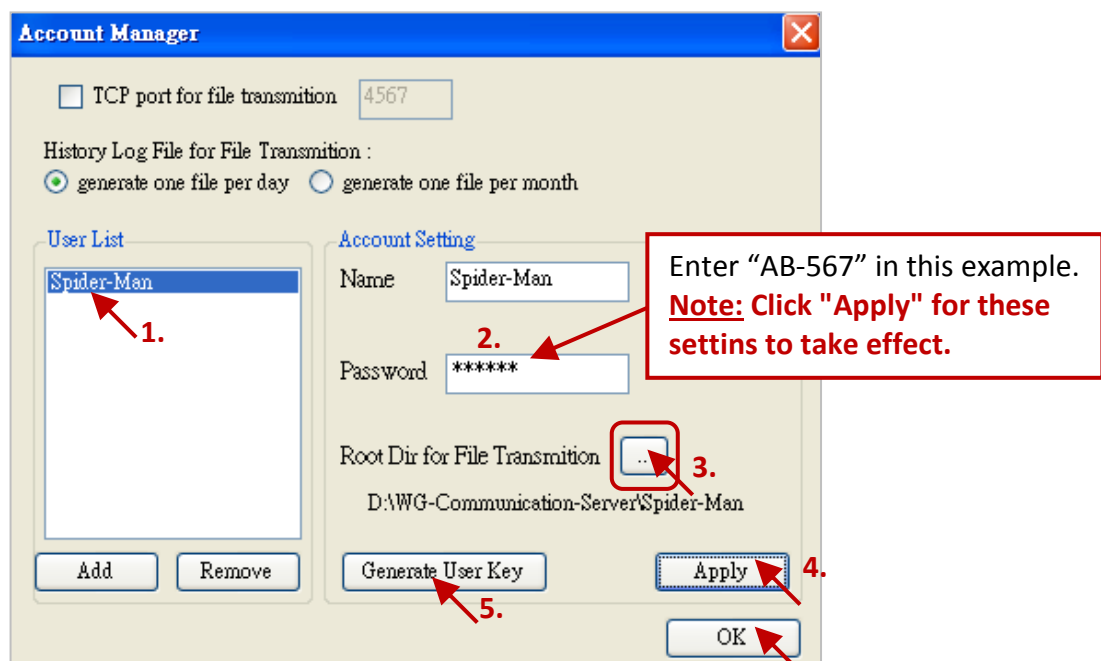 Account Manager
TCP port for file transmition 4567
History Log File for File Transmition :
generate one file per day generate one file per month
User List
Spider-Man
1.
Account Setting
Name Spider-Man
2.
Password ******
Enter “AB-567” in this example.
Note: Click "Apply" for these
settins to take effect.
Root Dir for File Transmition ..
3.
D:\WG-Communication-Server\Spider-Man
Add Remove
Generate User Key Apply
4.
5.
OK